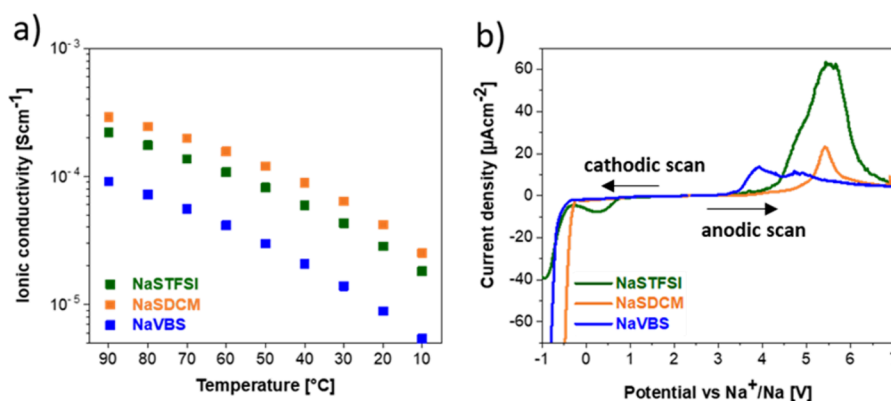 a)
Ionic conductivity [Scm-1]
10-3
10-4
10-5
NaSTFSI
NaSDCM
NaVBS
90 80 70 60 50 40 30 20 10
Temperature [°C]
b)
Current density [µAcm-2]
60
40
20
0
-20
-40
-60
cathodic scan
anodic scan
NaSTFSI
NaSDCM
NaVBS
-1 0 1 2 3 4 5 6
Potential vs Na+/Na [V]